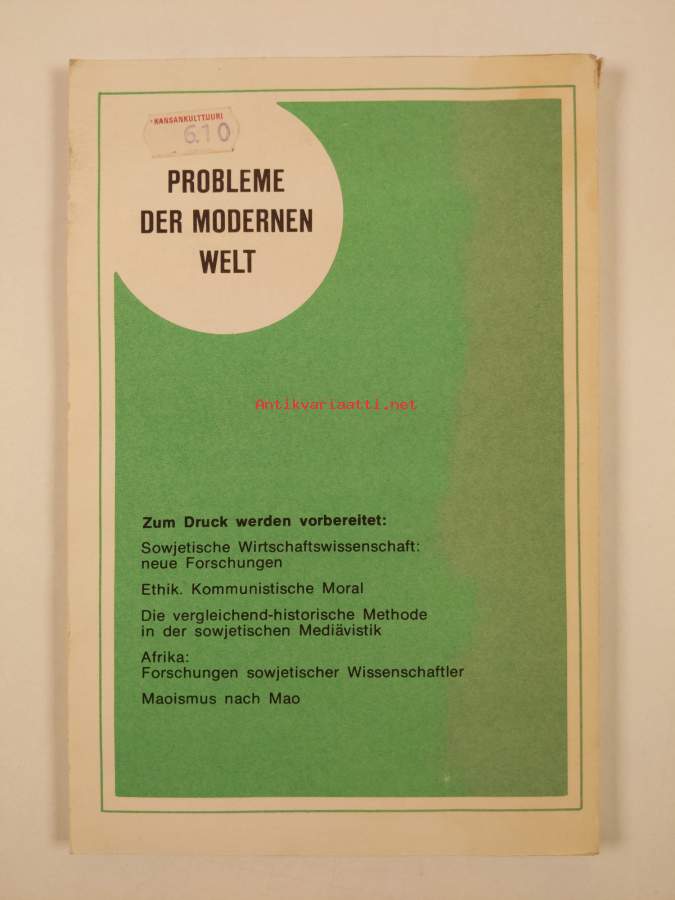 KANSANKULTTUURI
6.10
PROBLEME
DER MODERNEN
WELT
Antikvariaatti.net
Zum Druck werden vorbereitet:
Sowjetische Wirtschaftswissenschaft:
neue Forschungen
Ethik. Kommunistische Moral
Die vergleichend-historische Methode
in der sowjetischen Mediävistik
Afrika:
Forschungen sowjetischer Wissenschaftler
Maoismus nach Mao